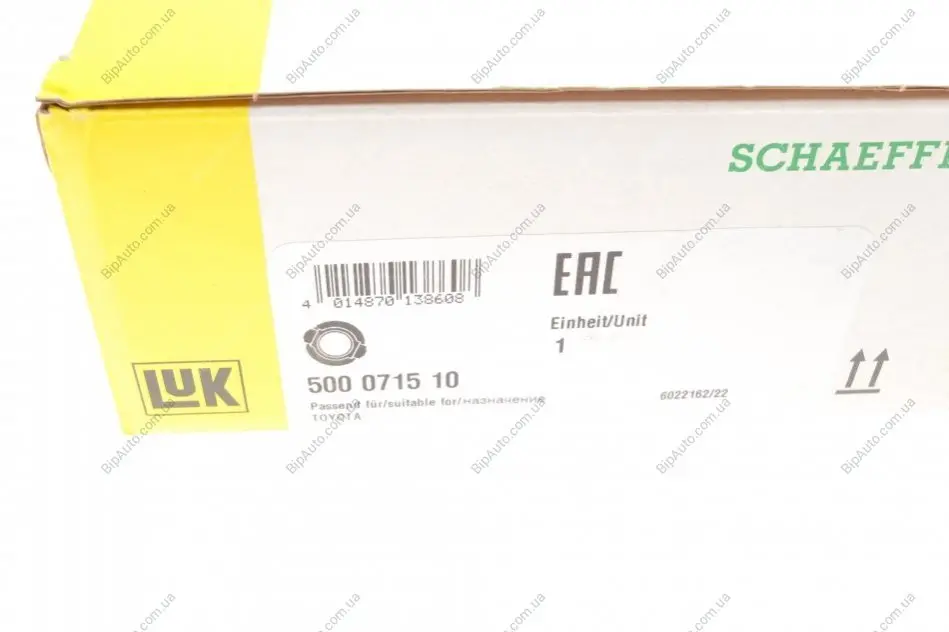 SCHAEFFL
4 014870 138608
EAC
Einheit/Unit
1
500 0715 10
Passend für/suitable for/назначение
TOYOTA
6022162/22
LUK
BipAuto.com.ua